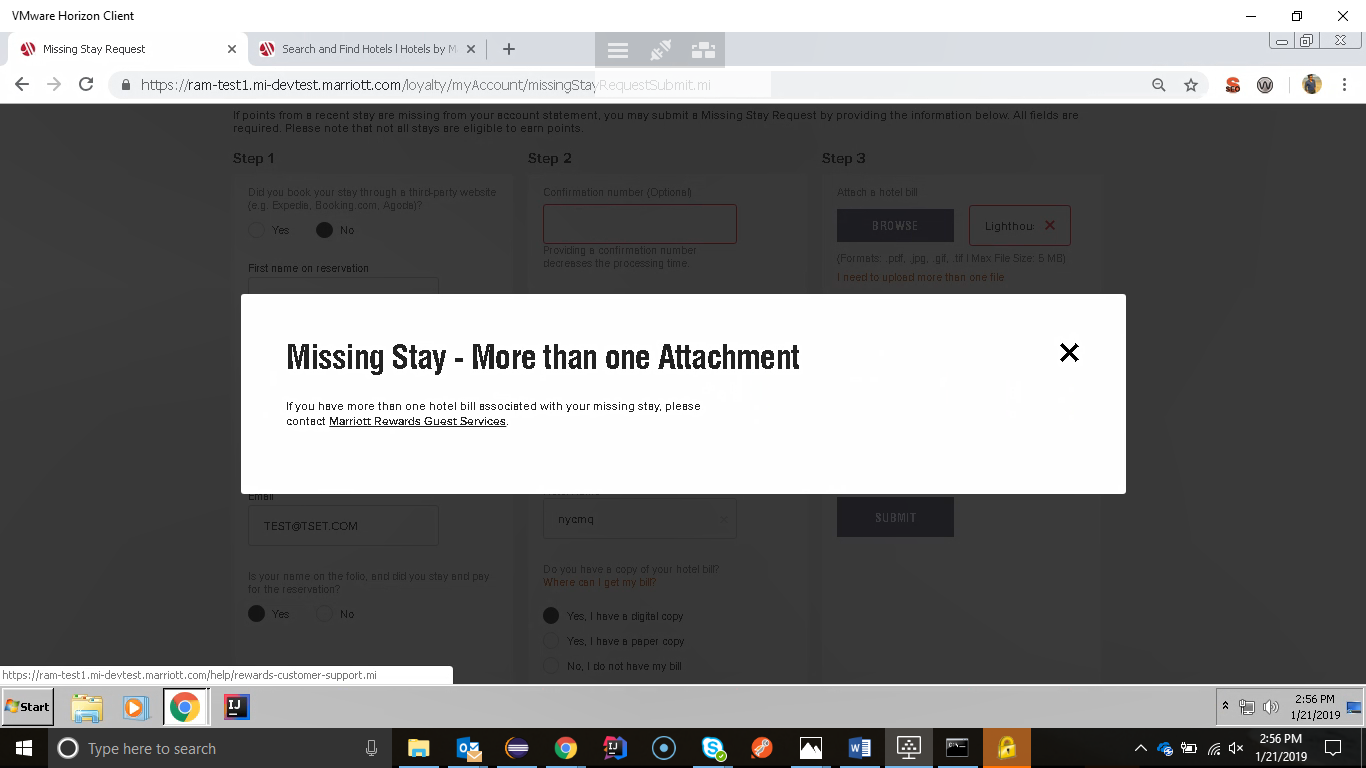 VMware Horizon Client
Missing Stay Request
Search and Find Hotels | Hotels by M
https://ram-test1.mi-devtest.marriott.com/loyalty/myAccount/missingStayRequestSubmit.mi
If points from a recent stay are missing from your account statement, you may submit a Missing Stay Request by providing the information below. All fields are
required. Please note that not all stays are eligible to earn points.
Step 1
Step 2
Step 3
Did you book your stay through a third-party website
(e.g. Expedia, Booking.com, Agoda)?
Yes
No
First name on reservation
Confirmation number (Optional)
Providing a confirmation number
decreases the processing time.
Attach a hotel bill
BROWSE
Lighthou
(Formats: .pdf, .jpg, .gif, .tif | Max File Size: 5 MB)
I need to upload more than one file
Missing Stay - More than one Attachment
If you have more than one hotel bill associated with your missing stay, please
contact Marriott Rewards Guest Services.
Email
TEST@TSET.COM
Is your name on the folio, and did you stay and pay
for the reservation?
Yes
No
nycmq
Do you have a copy of your hotel bill?
Where can I get my bill?
Yes, I have a digital copy
Yes, I have a paper copy
No, I do not have my bill
SUBMIT
https://ram-test1.mi-devtest.marriott.com/help/rewards-customer-support.mi
Start
2:56 PM
1/21/2019
Type here to search
2:56 PM
1/21/2019